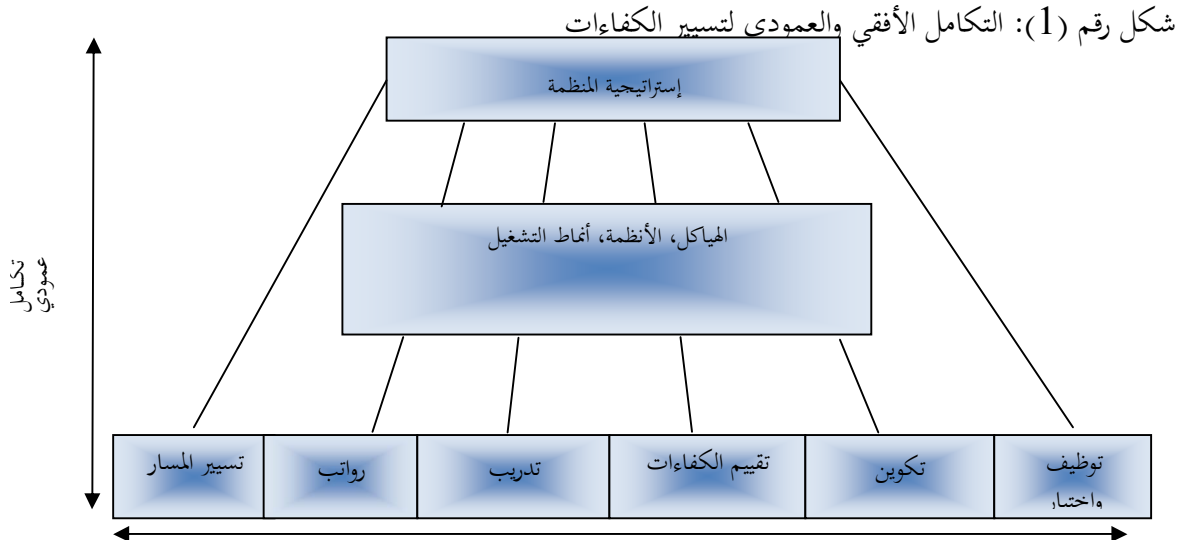 شكل رقم (1): التكامل الأفقي والعمودي لتسيير الكفاءات
إستراتيجية المنظمة
الهياكل، الأنظمة، أنماط التشغيل
تكامل
عمودي
توظيف
واختبار
تكوين
تقييم الكفاءات
تدريب
رواتب
تسيير المسار